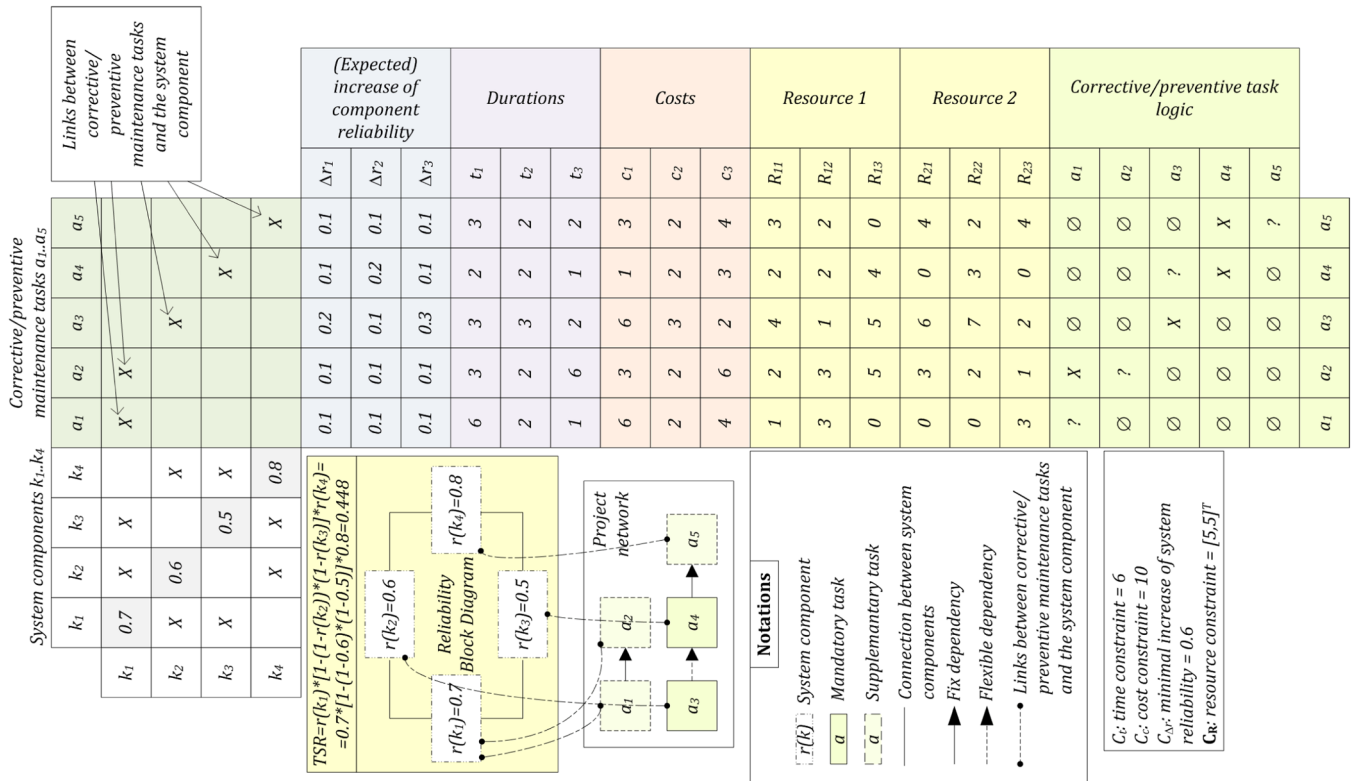 System components k₁..k₄
Corrective/preventive
maintenance tasks a₁..a₅
Links between
corrective/
preventive
maintenance tasks
and the system
component
k₁ k₂ k₃ k₄ a₁ a₂ a₃ a₄ a₅
k₁ 0.7 X X X X
k₂ X 0.6 X X
k₃ X 0.5 X X
k₄ X X 0.8 X
0.1 0.1 0.2 0.1 0.1 Δr₁
0.1 0.1 0.1 0.2 0.1 Δr₂
0.1 0.1 0.3 0.1 0.1 Δr₃
(Expected)
increase of
component
reliability
6 3 3 2 3 t₁
2 2 3 2 2 t₂
1 6 2 1 2 t₃
Durations
6 3 6 1 3 c₁
2 2 3 2 2 c₂
4 6 2 3 4 c₃
Costs
1 2 4 2 3 R₁₁
3 3 1 2 2 R₁₂
0 5 5 4 0 R₁₃
Resource 1
0 3 6 0 4 R₂₁
2 2 7 3 2 R₂₂
3 1 2 0 4 R₂₃
Resource 2
? X ∅ ∅ ∅ a₁
∅ ? ∅ ∅ ∅ a₂
∅ ∅ X ? ∅ a₃
∅ ∅ ∅ X X a₄
∅ ∅ ∅ ∅ ? a₅
Corrective/preventive task
logic
a₁ a₂ a₃ a₄ a₅
TSR=r(k₁)*[1-(1-r(k₂))*(1-r(k₃)]*r(k₄)=
=0.7*[1-(1-0.6)*(1-0.5)]*0.8=0.448
r(k₂)=0.6
r(k₁)=0.7
Reliability
Block Diagram
r(k₄)=0.8
r(k₃)=0.5
Project
network
a₁ a₂
a₃ a₄ a₅
Notations
r(k) System component
a Mandatory task
a Supplemantary task
Connection between system
components
Fix dependency
Flexible dependency
Links between corrective/
preventive maintenance tasks
and the system component
Cₜ: time constraint = 6
C꜀: cost constraint = 10
C_Δr: minimal increase of system
reliability = 0.6
C_R: resource constraint = [5,5]ᵀ